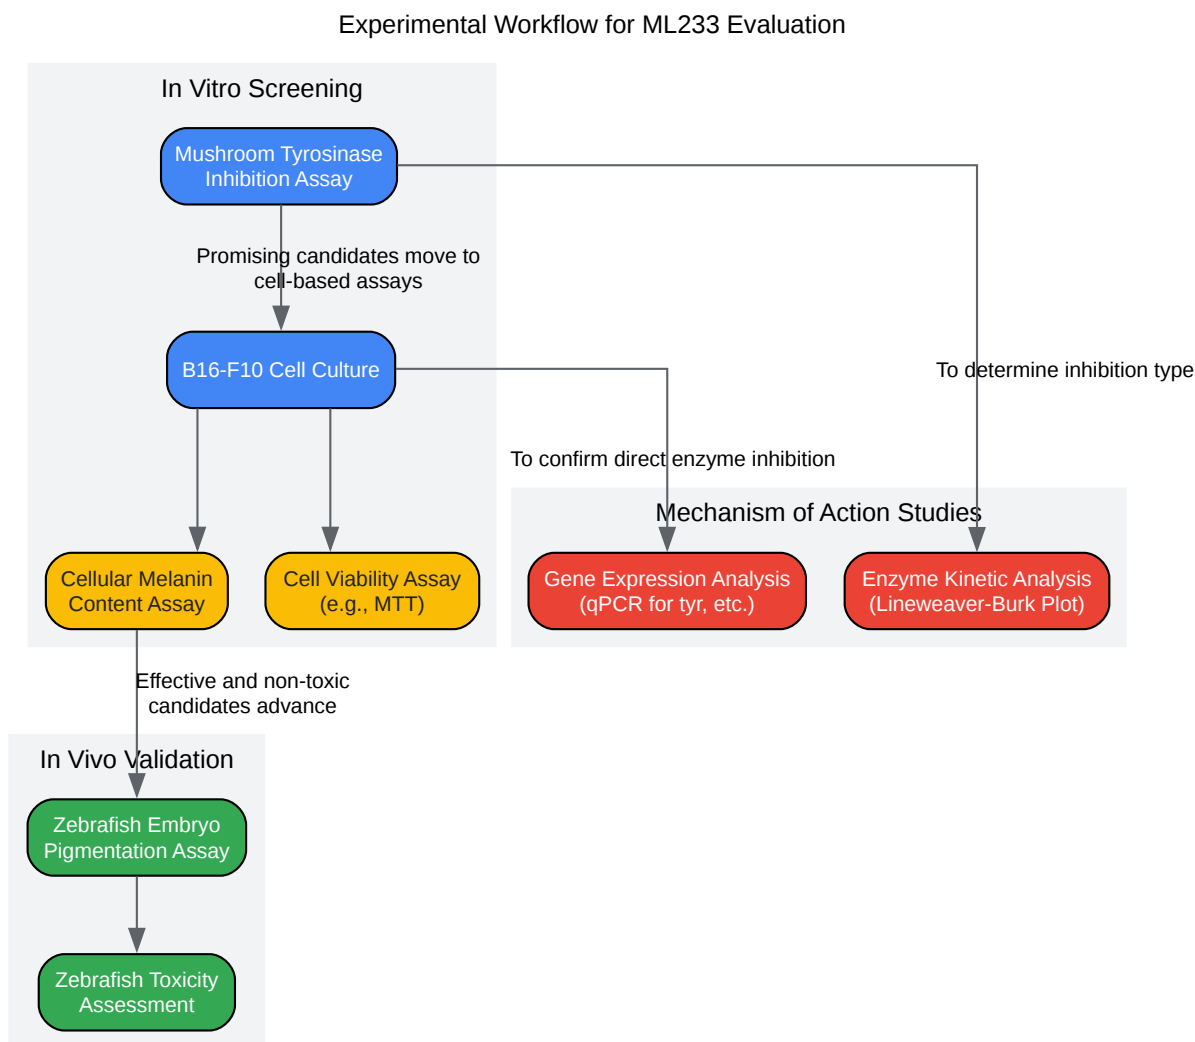 Experimental Workflow for ML233 Evaluation
In Vitro Screening
Mushroom Tyrosinase
Inhibition Assay
Promising candidates move to
cell-based assays
B16-F10 Cell Culture
To determine inhibition type
To confirm direct enzyme inhibition
Mechanism of Action Studies
Cellular Melanin
Content Assay
Cell Viability Assay
(e.g., MTT)
Gene Expression Analysis
(qPCR for tyr, etc.)
Enzyme Kinetic Analysis
(Lineweaver-Burk Plot)
Effective and non-toxic
candidates advance
In Vivo Validation
Zebrafish Embryo
Pigmentation Assay
Zebrafish Toxicity
Assessment